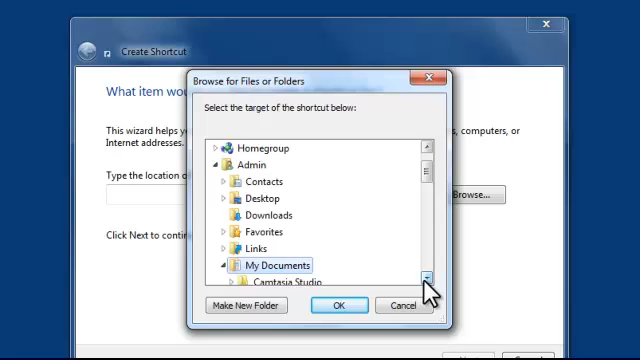 Create Shortcut
Browse for Files or Folders
What item wou
Select the target of the shortcut below:
This wizard helps y
s, computers, or
Internet addresses.
Homegroup
Admin
Type the location o
Contacts
Browse...
Desktop
Downloads
Click Next to contin
Favorites
Links
My Documents
Camtasia Studio
Make New Folder
OK
Cancel